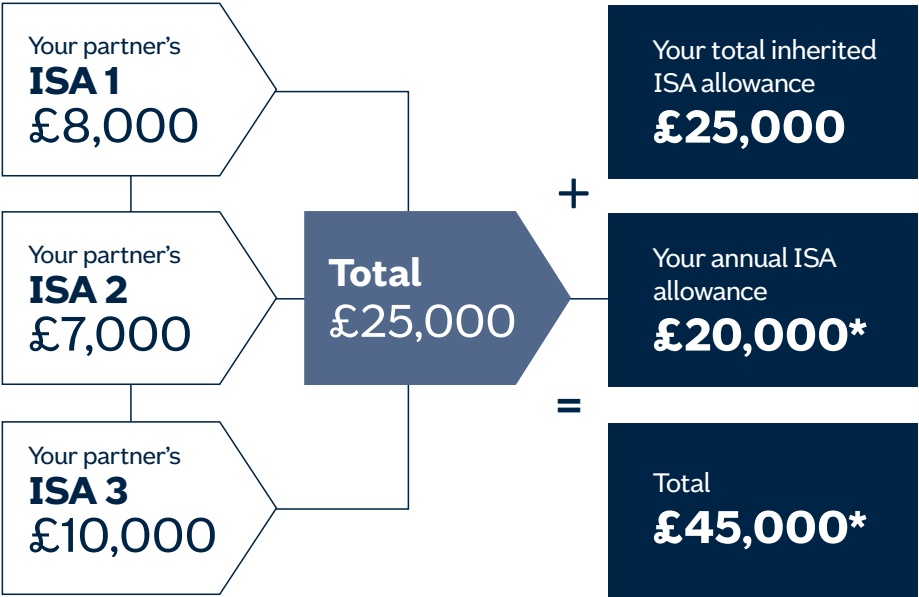 Your partner's
ISA 1
£8,000
Your partner's
ISA 2
£7,000
Your partner's
ISA 3
£10,000
Total
£25,000
Your total inherited
ISA allowance
£25,000
+
Your annual ISA
allowance
£20,000*
=
Total
£45,000*